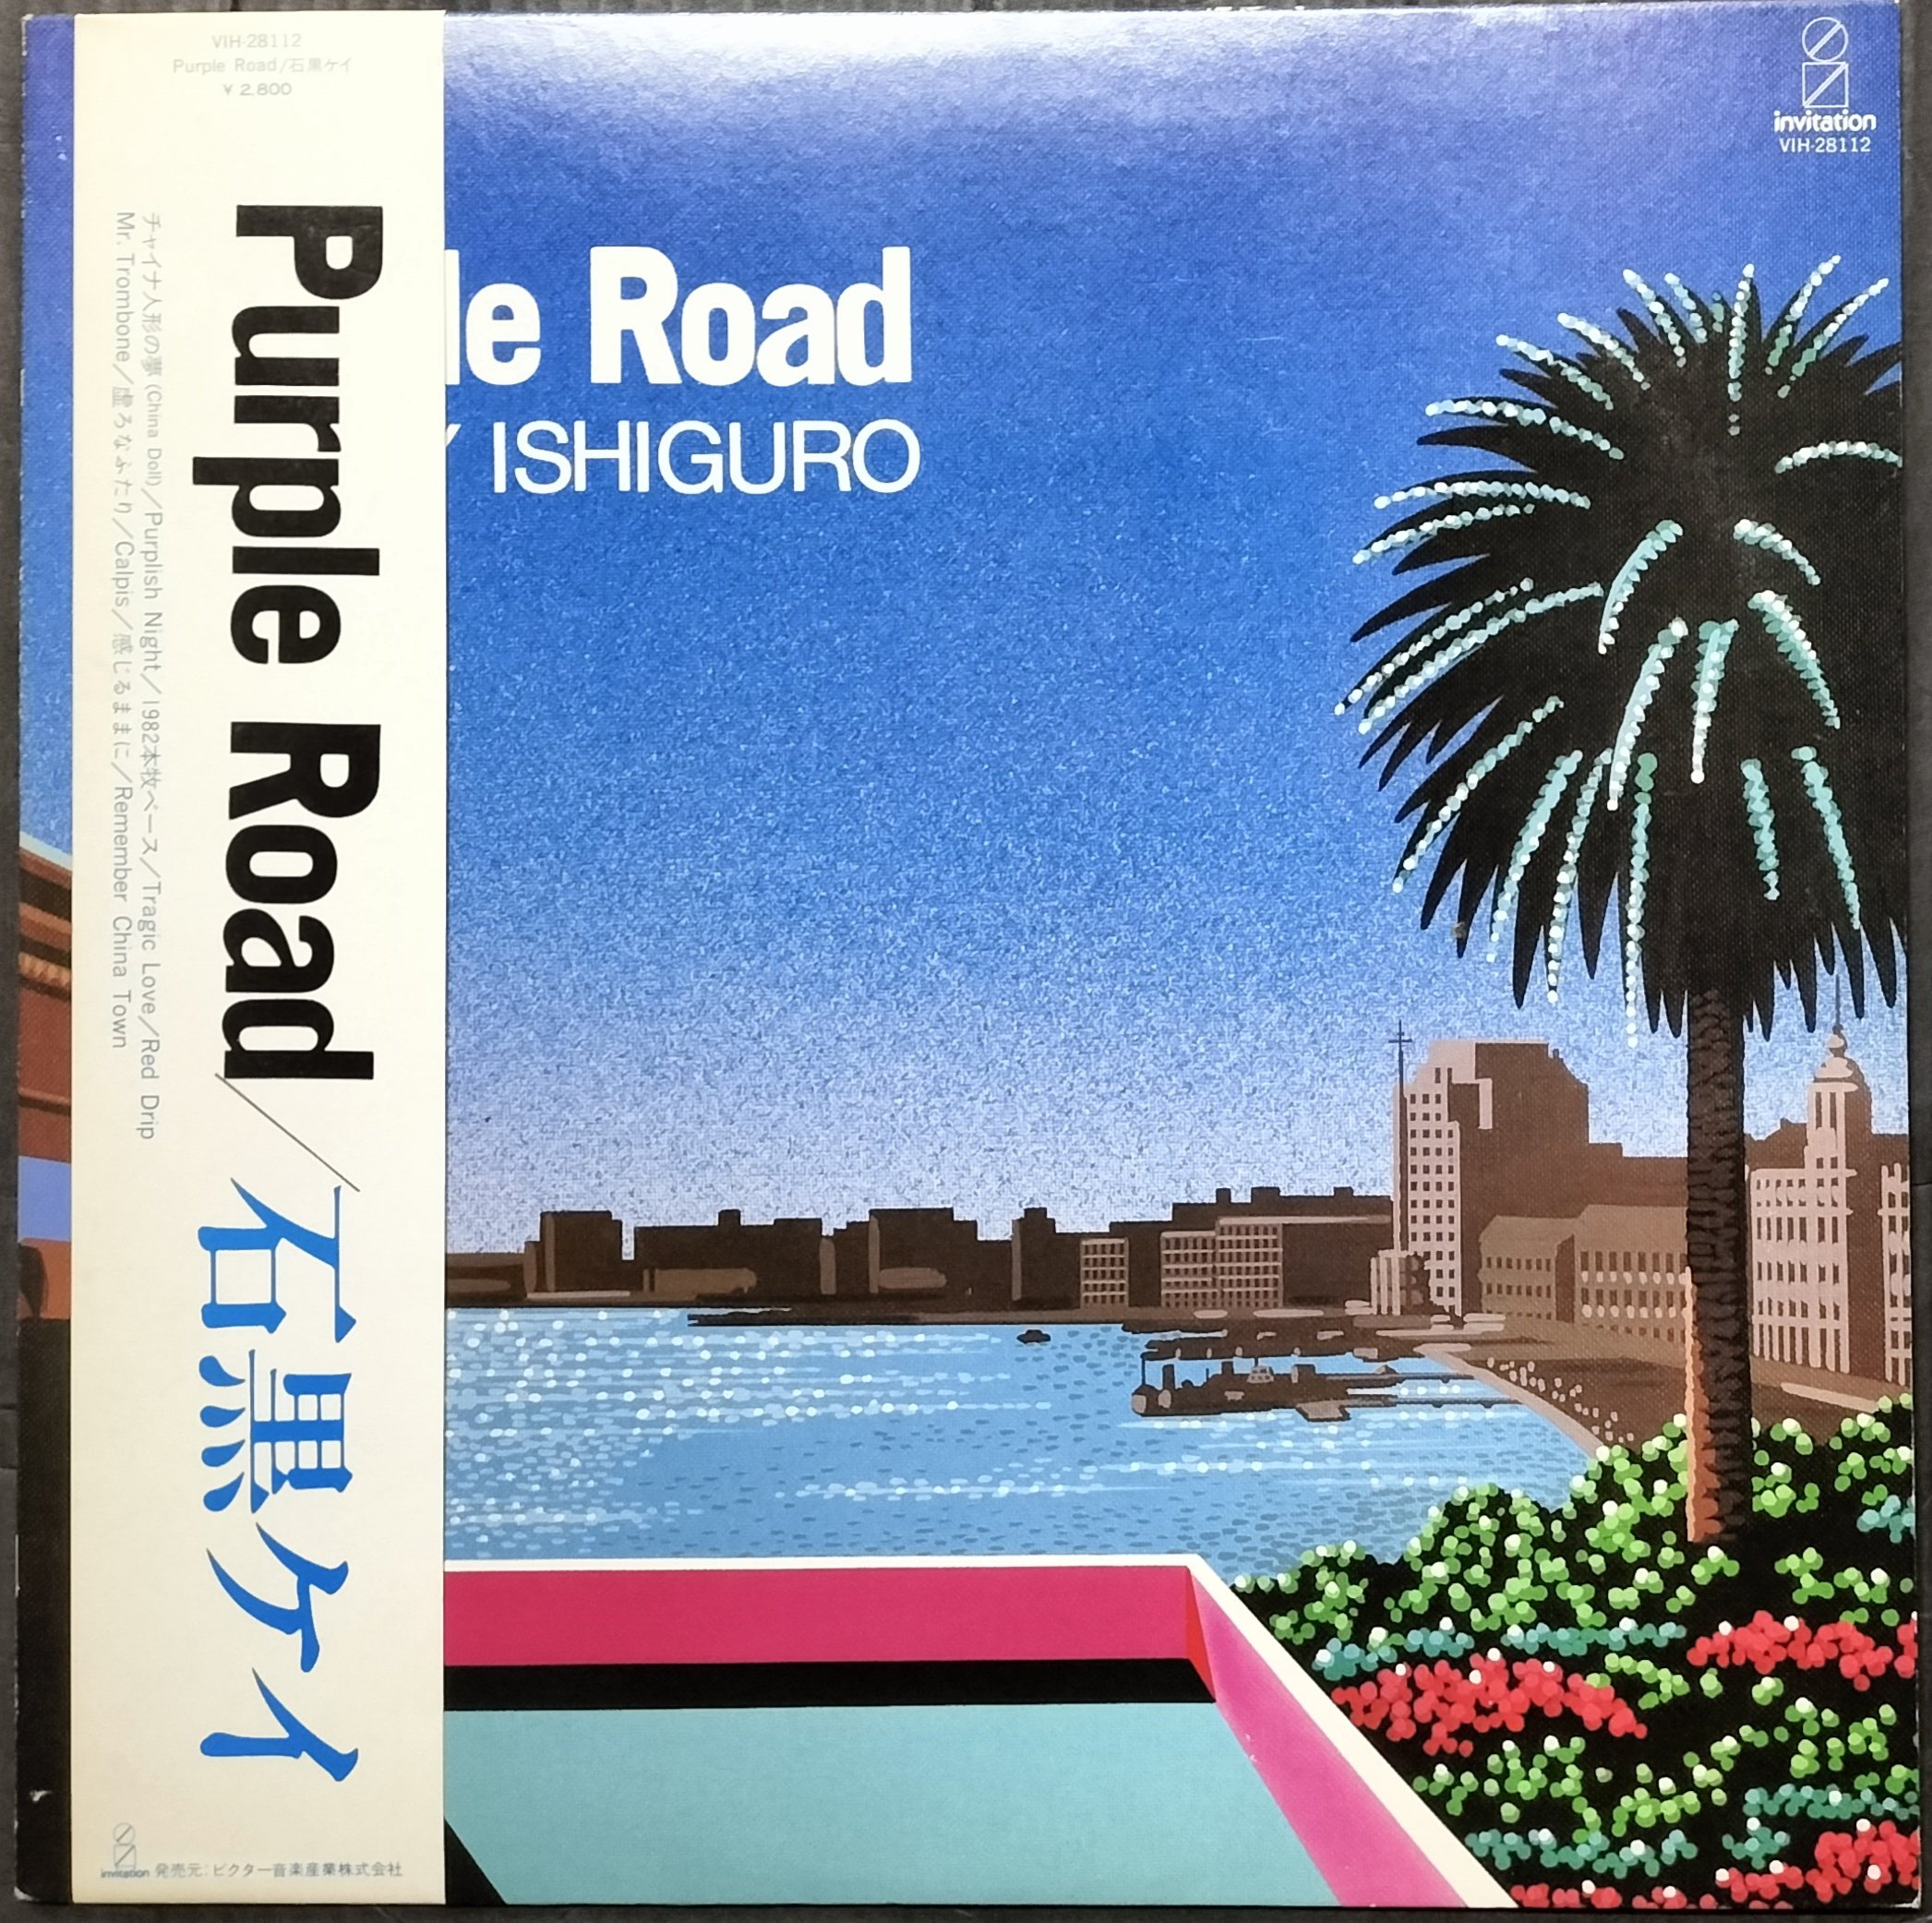 VIH-28112
Purple Road/石黒ケイ
¥ 2,800
Purple Road/石黒ケイ
チャイナ人形の夢(China Doll)/Purplish Night/1982本牧ベース/Tragic Love/Red Drip
Mr. Trombone/虚ろなふたり/Calpis/感じるままに/Remember China Town
invitation 発売元:ビクター音楽産業株式会社
le Road
Y ISHIGURO
invitation
VIH-28112